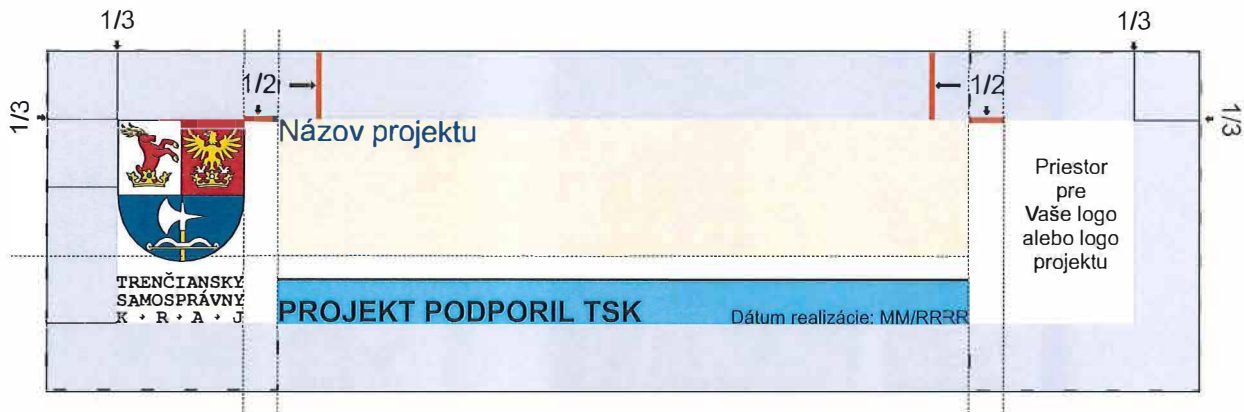 1/3
1/3
1/2
1/2
1/3
1/3
Názov projektu
Priestor
pre
Vaše logo
alebo logo
projektu
TRENČIANSKY
SAMOSPRÁVNY
K · R · A · J
PROJEKT PODPORIL TSK
Dátum realizácie: MM/RRRR